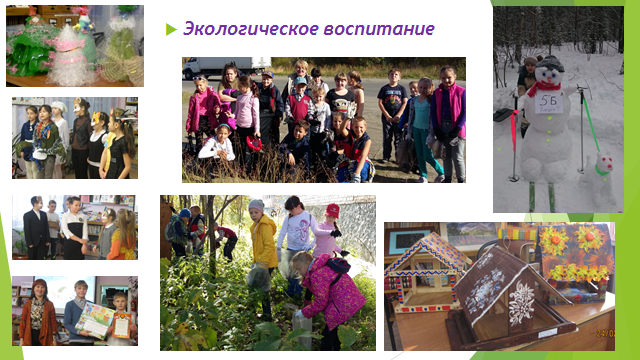 Экологическое воспитание
5Б